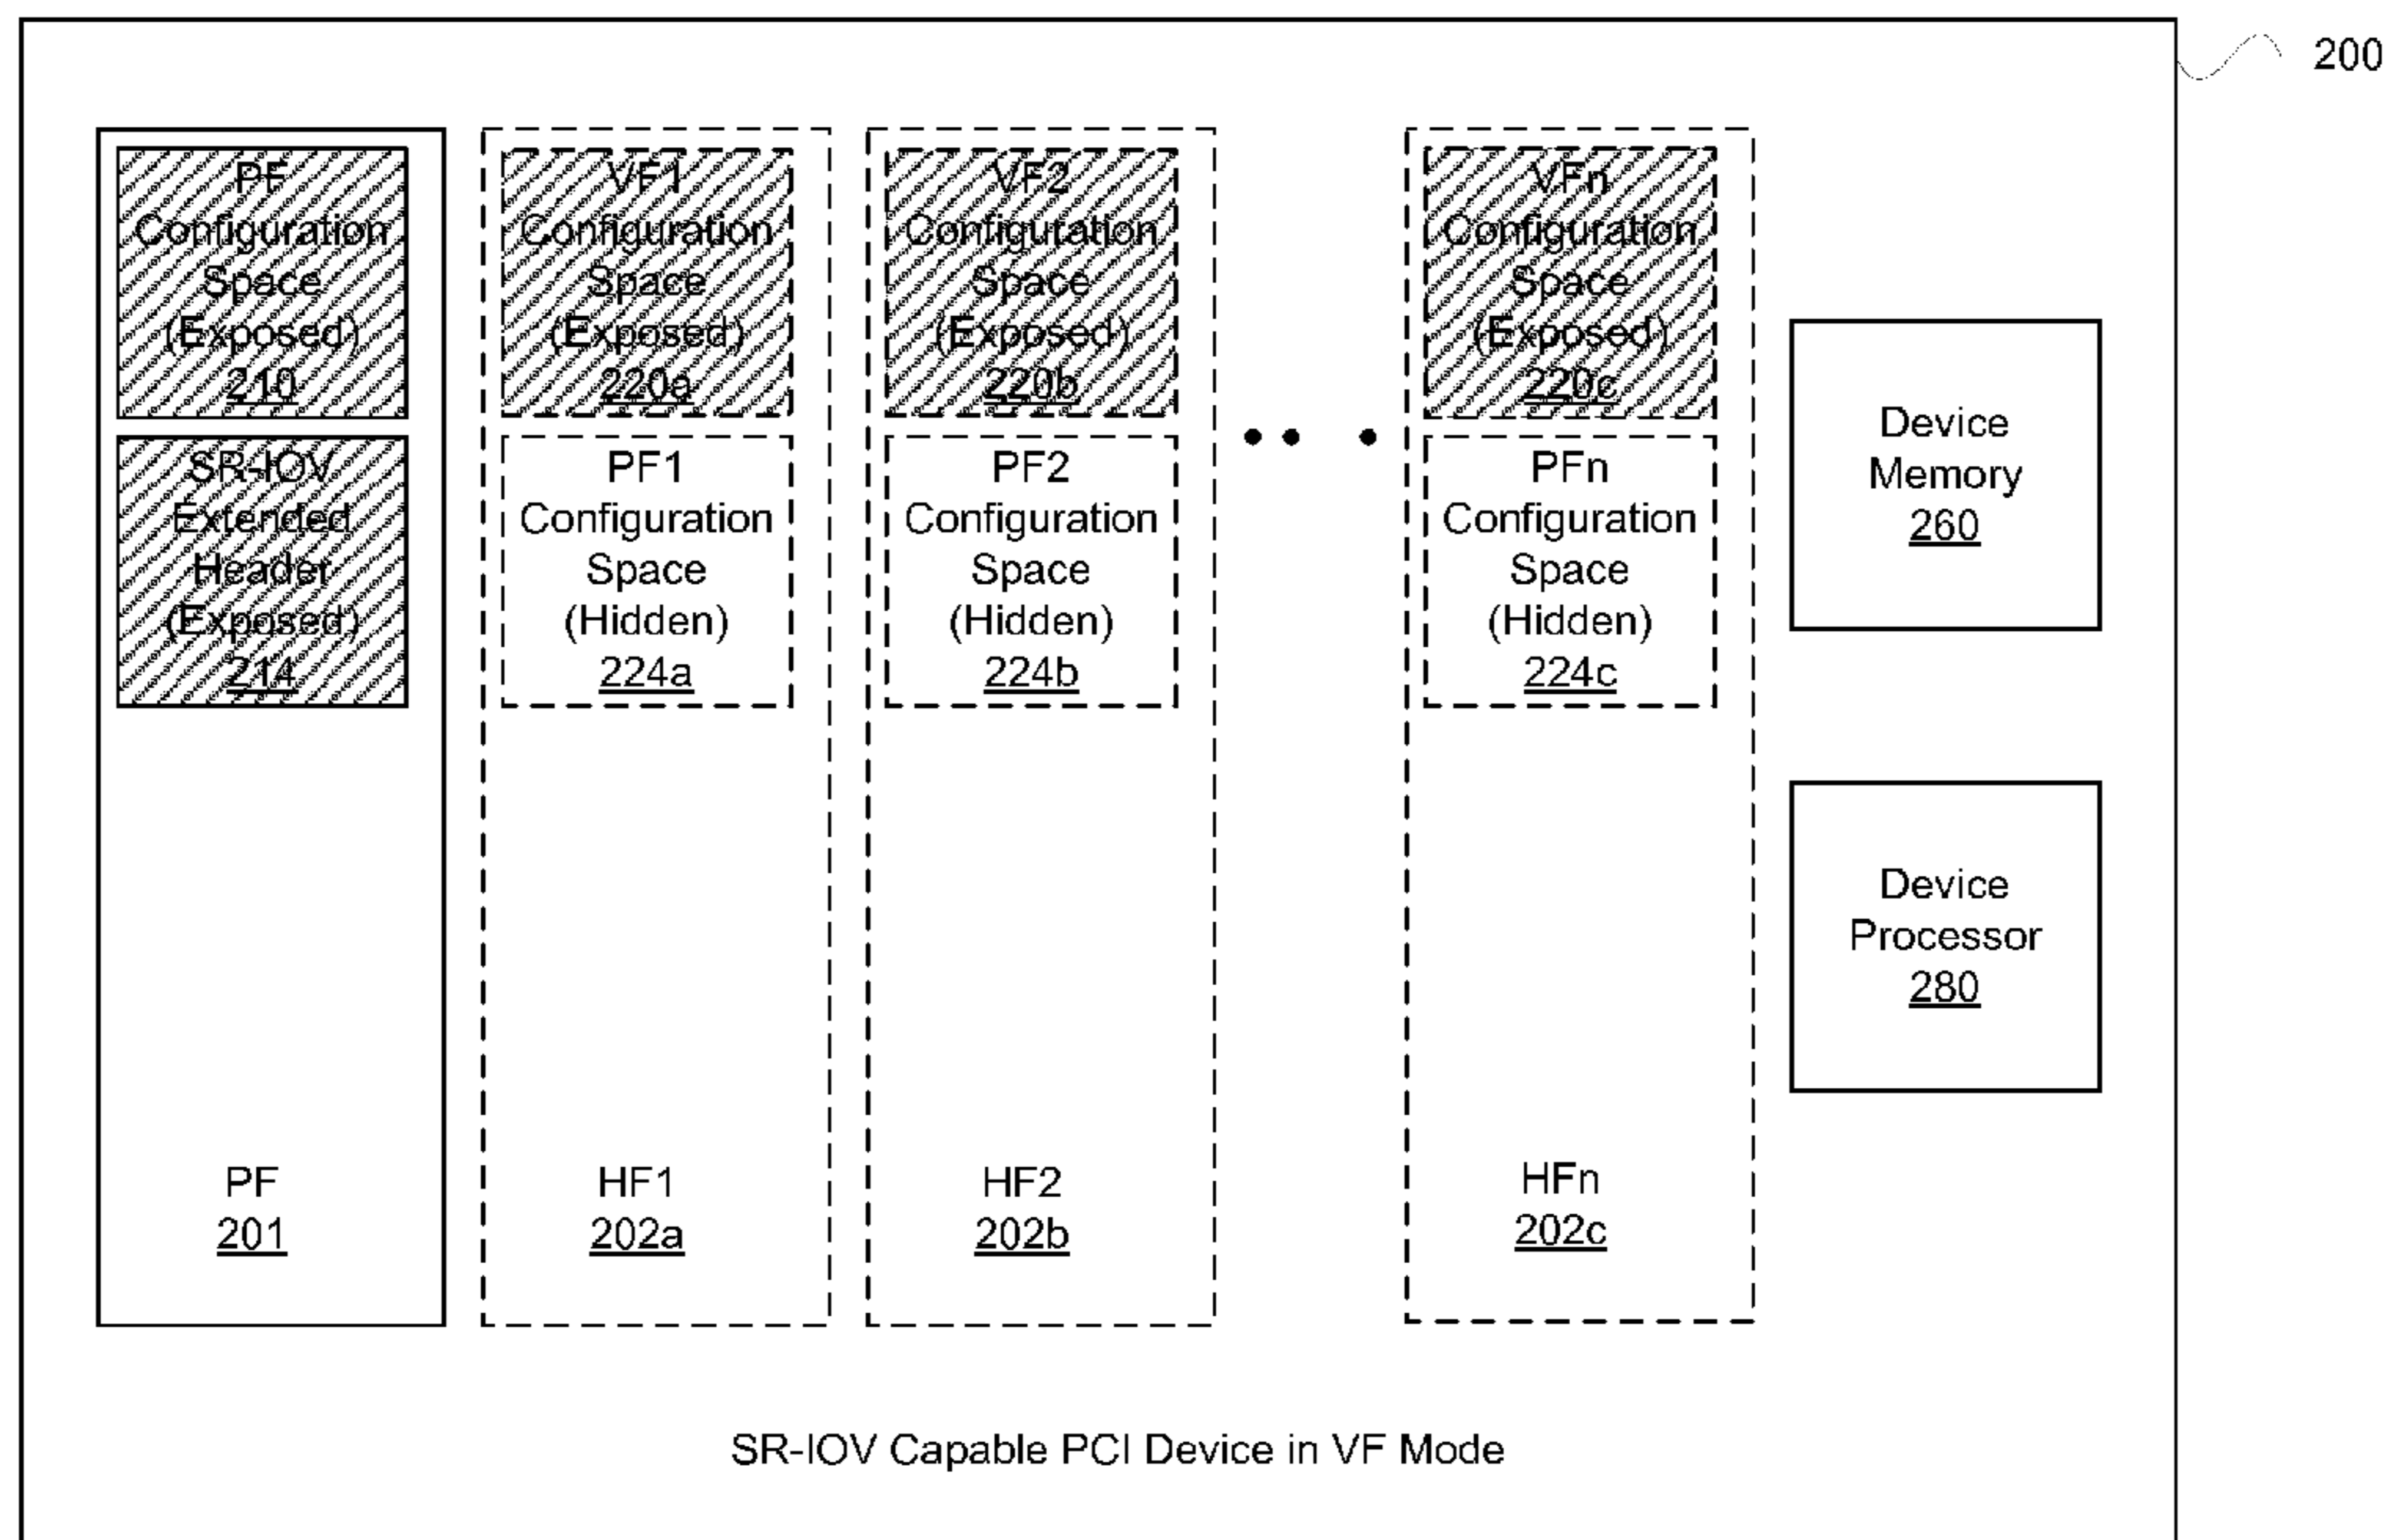 200
PF
Configuration
Space
(Exposed)
210
SR-IOV
Extended
Header
(Exposed)
214
PF
201
VF1
Configuration
Space
(Exposed)
220a
PF1
Configuration
Space
(Hidden)
224a
HF1
202a
VF2
Configuration
Space
(Exposed)
220b
PF2
Configuration
Space
(Hidden)
224b
HF2
202b
VFn
Configuration
Space
(Exposed)
220c
PFn
Configuration
Space
(Hidden)
224c
HFn
202c
Device
Memory
260
Device
Processor
280
SR-IOV Capable PCI Device in VF Mode